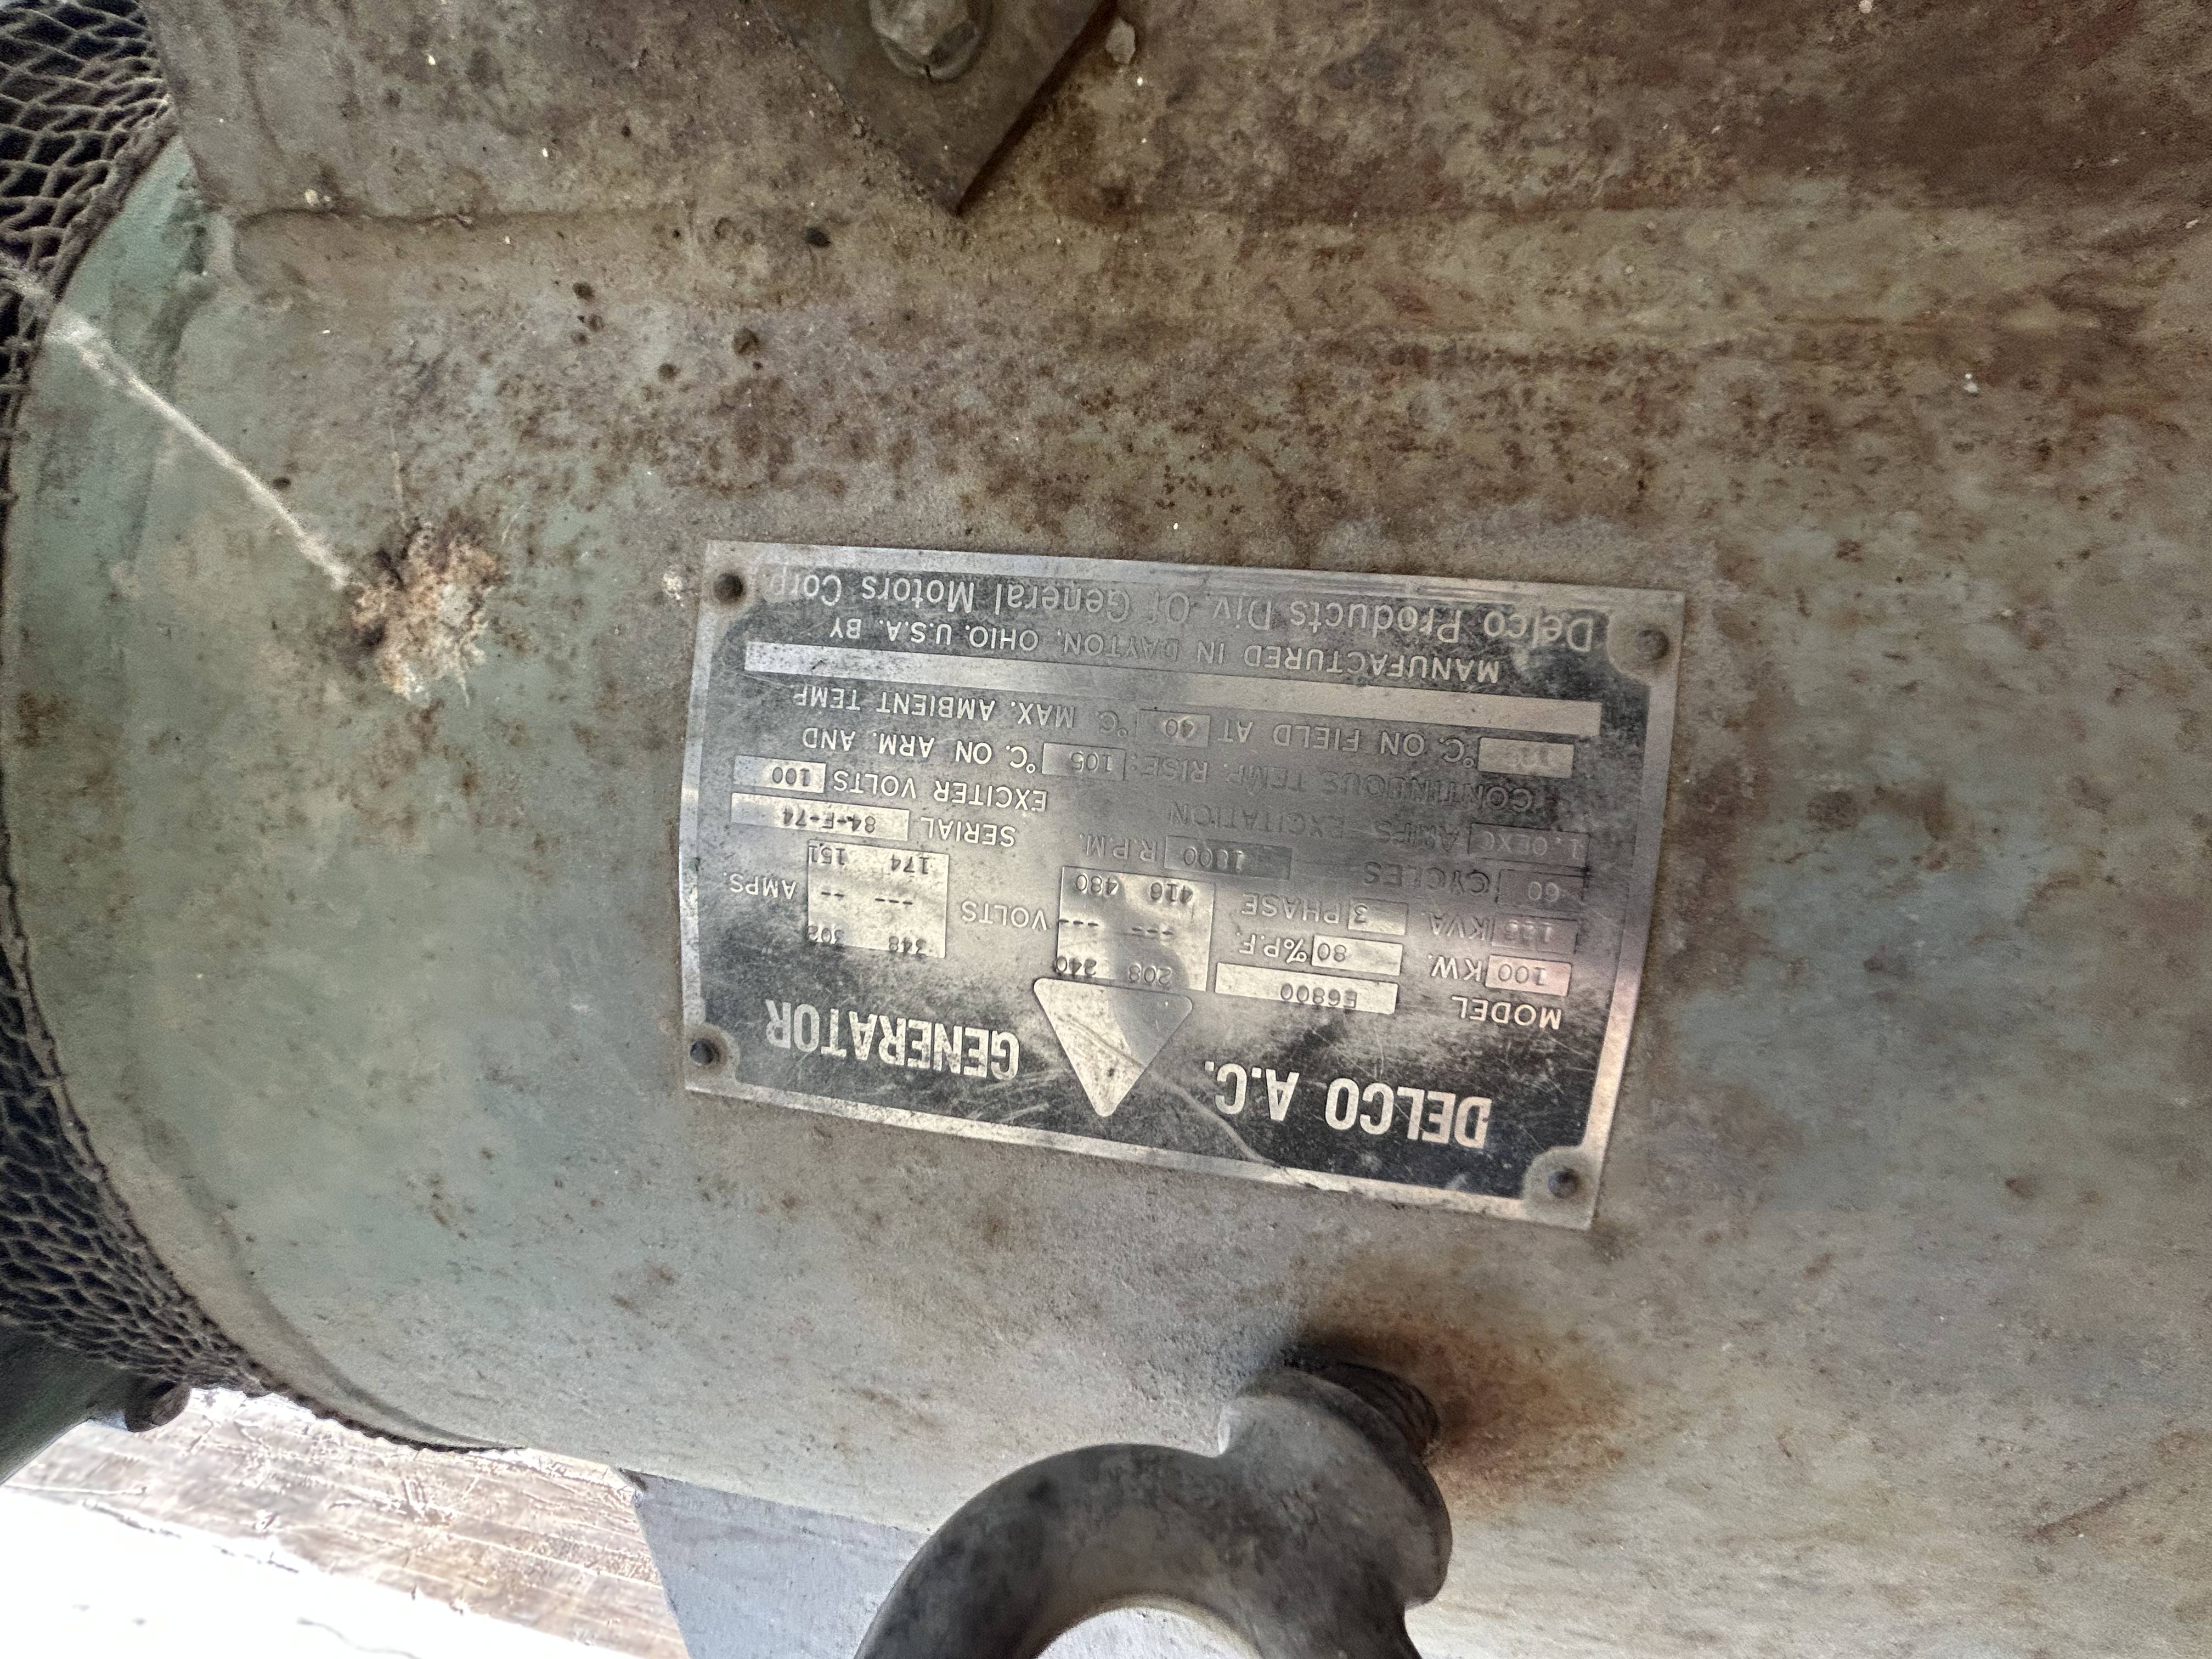 DELCO A.C. GENERATOR
MODEL E6800
208 240 348 302
100 KW. 80 %P.F. --- --- VOLTS --- -- AMPS.
125 KVA. 3 PHASE 416 480 174 151
60 CYCLES 1800 R.P.M. SERIAL 84-E-74
1.0EXC AMPS EXCITATION EXCITER VOLTS 100
CONTINUOUS TEMP. RISE: 105 °C. ON ARM. AND
°C. ON FIELD AT 40 °C. MAX. AMBIENT TEMP.
MANUFACTURED IN DAYTON, OHIO, U.S.A. BY
Delco Products Div. Of General Motors Corp.